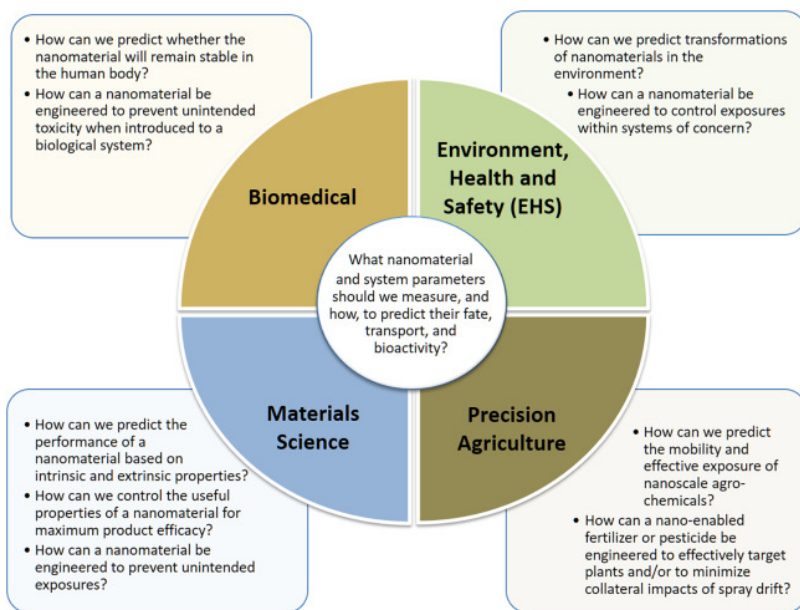 • How can we predict whether the
nanomaterial will remain stable in
the human body?
• How can a nanomaterial be
engineered to prevent unintended
toxicity when introduced to a
biological system?
• How can we predict transformations
of nanomaterials in the
environment?
• How can a nanomaterial be
engineered to control exposures
within systems of concern?
Biomedical
Environment,
Health and
Safety (EHS)
What nanomaterial
and system parameters
should we measure, and
how, to predict their fate,
transport, and
bioactivity?
Materials
Science
Precision
Agriculture
• How can we predict the
performance of a
nanomaterial based on
intrinsic and extrinsic properties?
• How can we control the useful
properties of a nanomaterial for
maximum product efficacy?
• How can a nanomaterial be
engineered to prevent unintended
exposures?
• How can we predict
the mobility and
effective exposure of
nanoscale agro-
chemicals?
• How can a nano-enabled
fertilizer or pesticide be
engineered to effectively target
plants and/or to minimize
collateral impacts of spray drift?